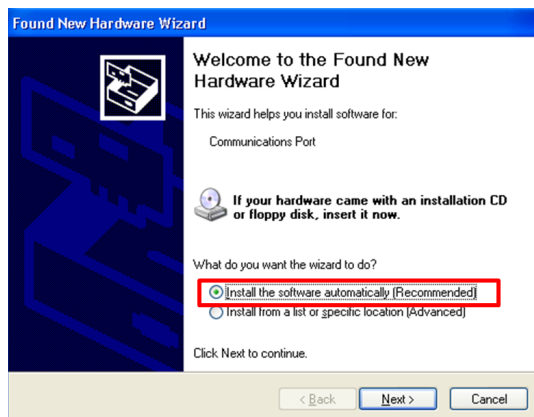 Found New Hardware Wizard
Welcome to the Found New
Hardware Wizard
This wizard helps you install software for:
Communications Port
If your hardware came with an installation CD
or floppy disk, insert it now.
What do you want the wizard to do?
Install the software automatically (Recommended)
Install from a list or specific location (Advanced)
Click Next to continue.
< Back Next > Cancel